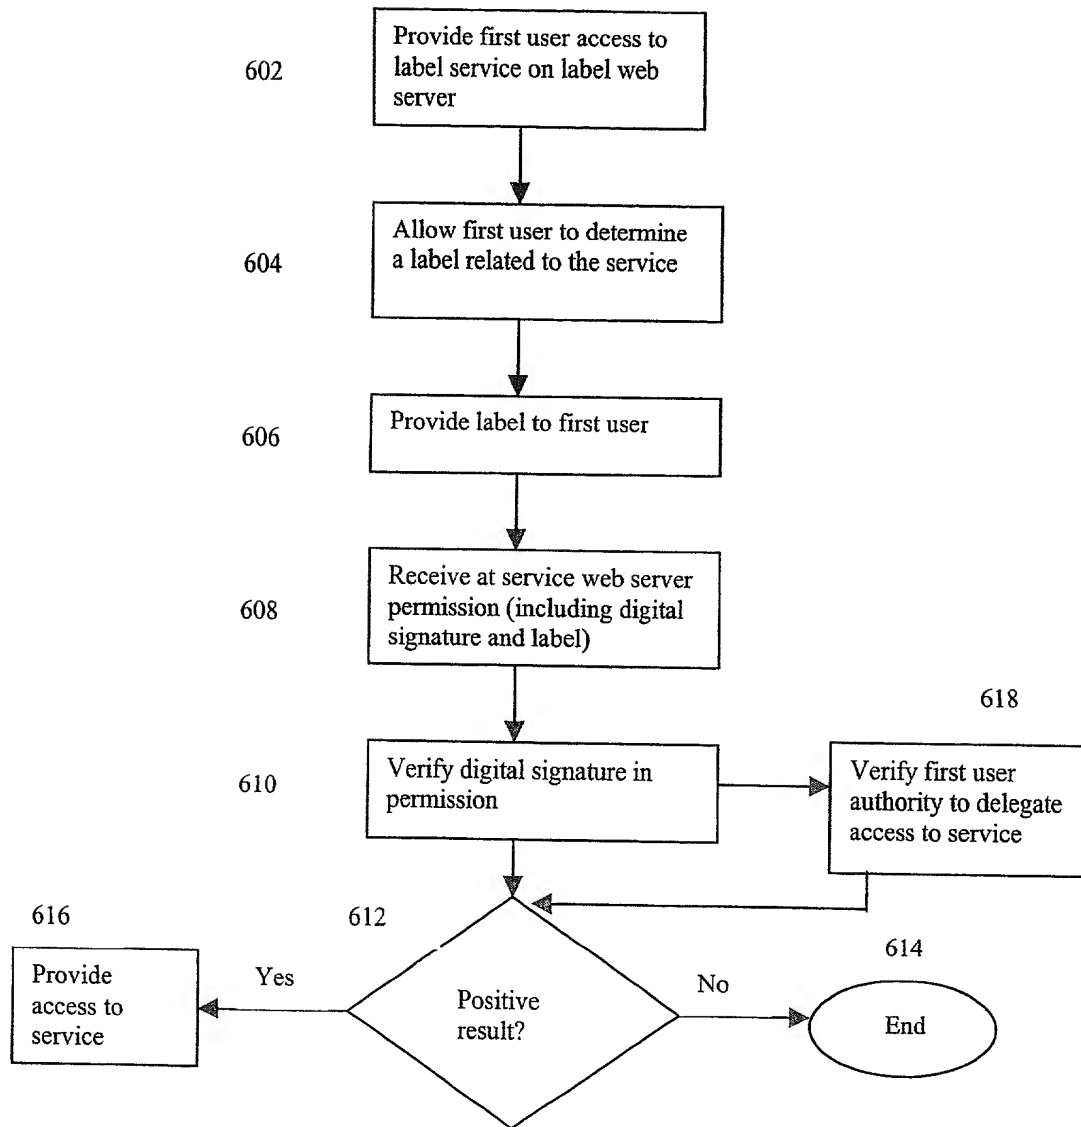 602
Provide first user access to
label service on label web
server
604
Allow first user to determine
a label related to the service
606
Provide label to first user
608
Receive at service web server
permission (including digital
signature and label)
610
Verify digital signature in
permission
618
Verify first user
authority to delegate
access to service
616
Provide
access to
service
Yes
612
Positive
result?
No
614
End